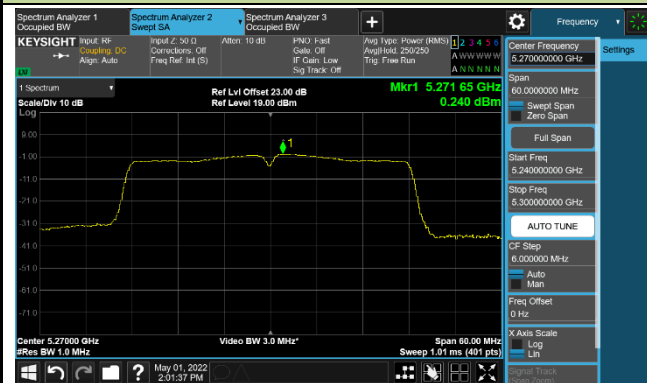 Spectrum Analyzer 1
Occupied BW
Spectrum Analyzer 2
Swept SA
Spectrum Analyzer 3
Occupied BW
+
Frequency
KEYSIGHT
Input: RF
Coupling: DC
Align: Auto
Input Z: 50 Ω
Corrections: Off
Freq Ref: Int (S)
Atten: 10 dB
PNO: Fast
Gate: Off
IF Gain: Low
Sig Track: Off
Avg Type: Power (RMS)
Avg|Hold: 250/250
Trig: Free Run
1 2 3 4 5 6
A W W W W W
A N N N N N
LM
1 Spectrum
Scale/Div 10 dB
Log
Ref Lvl Offset 23.00 dB
Ref Level 19.00 dBm
Mkr1 5.271 65 GHz
0.240 dBm
1
9.00
-1.00
-11.0
-21.0
-31.0
-41.0
-51.0
-61.0
-71.0
Center 5.27000 GHz
#Res BW 1.0 MHz
Video BW 3.0 MHz*
Span 60.00 MHz
Sweep 1.01 ms (401 pts)
Center Frequency
5.270000000 GHz
Settings
Span
60.0000000 MHz
Swept Span
Zero Span
Full Span
Start Freq
5.240000000 GHz
Stop Freq
5.300000000 GHz
AUTO TUNE
CF Step
6.000000 MHz
Auto
Man
Freq Offset
0 Hz
X Axis Scale
Log
Lin
Signal Track
(Span Zoom)
?
May 01, 2022
2:01:37 PM